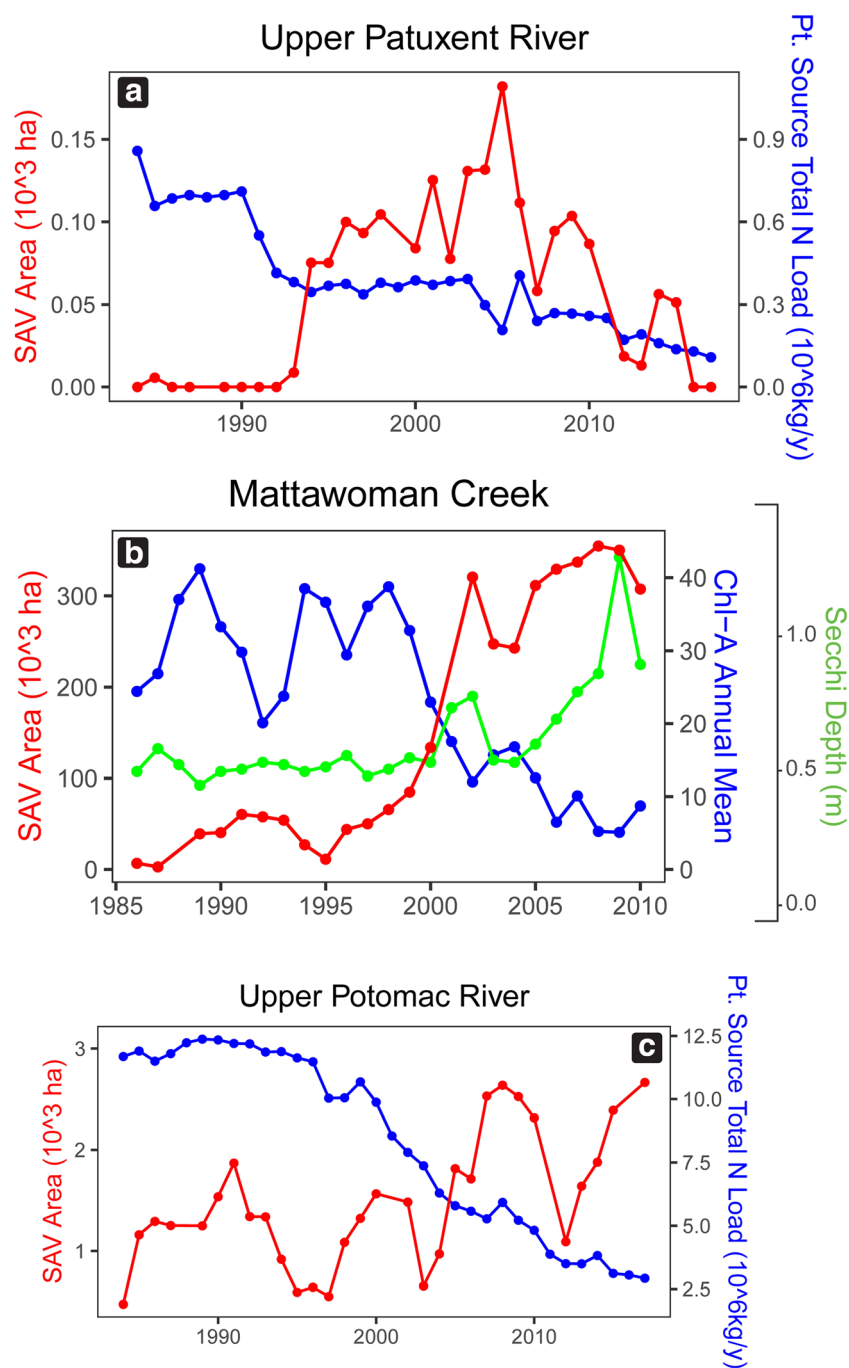 Upper Patuxent River
a
SAV Area (10^3 ha)
0.15
0.10
0.05
0.00
0.9
0.6
0.3
0.0
Pt. Source Total N Load (10^6kg/y)
1990 2000 2010
Mattawoman Creek
b
SAV Area (10^3 ha)
300
200
100
0
40
30
20
10
0
Chl−A Annual Mean
1.0
0.5
0.0
Secchi Depth (m)
1985 1990 1995 2000 2005 2010
Upper Potomac River
c
SAV Area (10^3 ha)
3
2
1
12.5
10.0
7.5
5.0
2.5
Pt. Source Total N Load (10^6kg/y)
1990 2000 2010